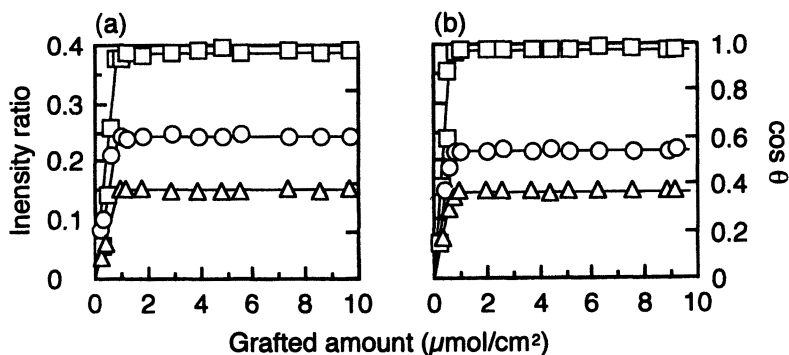 (a)
(b)
Inensity ratio
0.4
0.3
0.2
0.1
0
1.0
0.8
0.6
0.4
0.2
0
cos θ
0 2 4 6 8 10
0 2 4 6 8 10
Grafted amount (μmol/cm²)